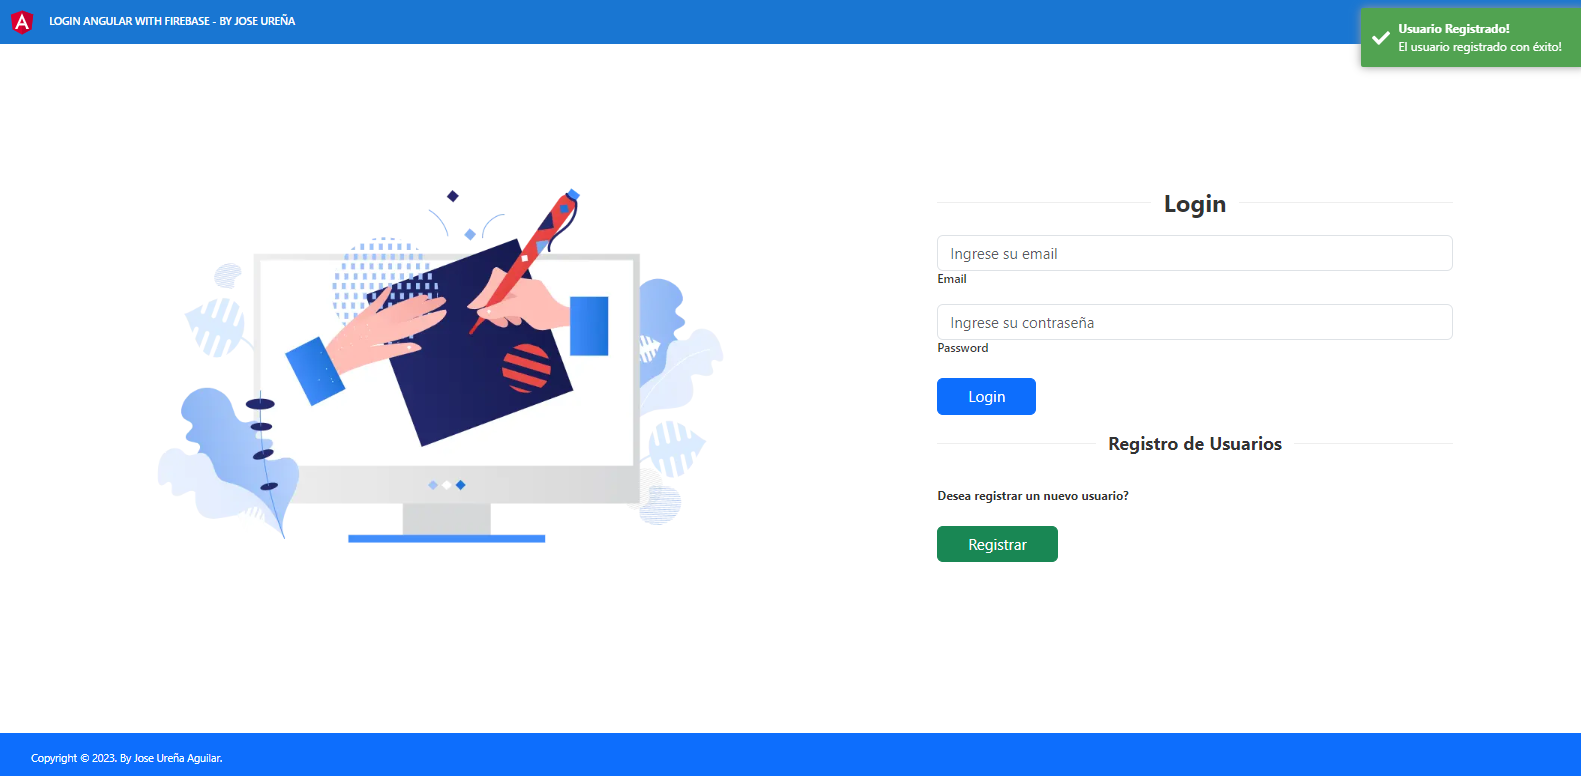 LOGIN ANGULAR WITH FIREBASE - BY JOSE UREÑA
Usuario Registrado!
El usuario registrado con éxito!
Login
Ingrese su email
Email
Ingrese su contraseña
Password
Login
Registro de Usuarios
Desea registrar un nuevo usuario?
Registrar
Copyright © 2023. By Jose Ureña Aguilar.